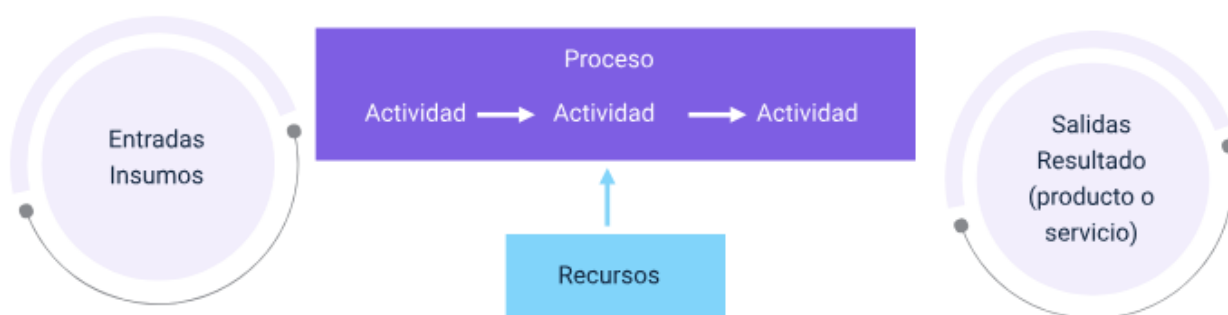 Entradas
Insumos
Proceso
Actividad Actividad Actividad
Recursos
Salidas
Resultado
(producto o
servicio)